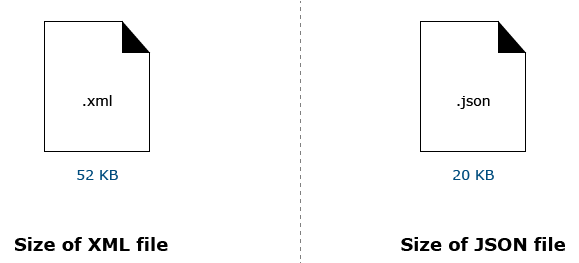 .xml
52 KB
Size of XML file
.json
20 KB
Size of JSON file